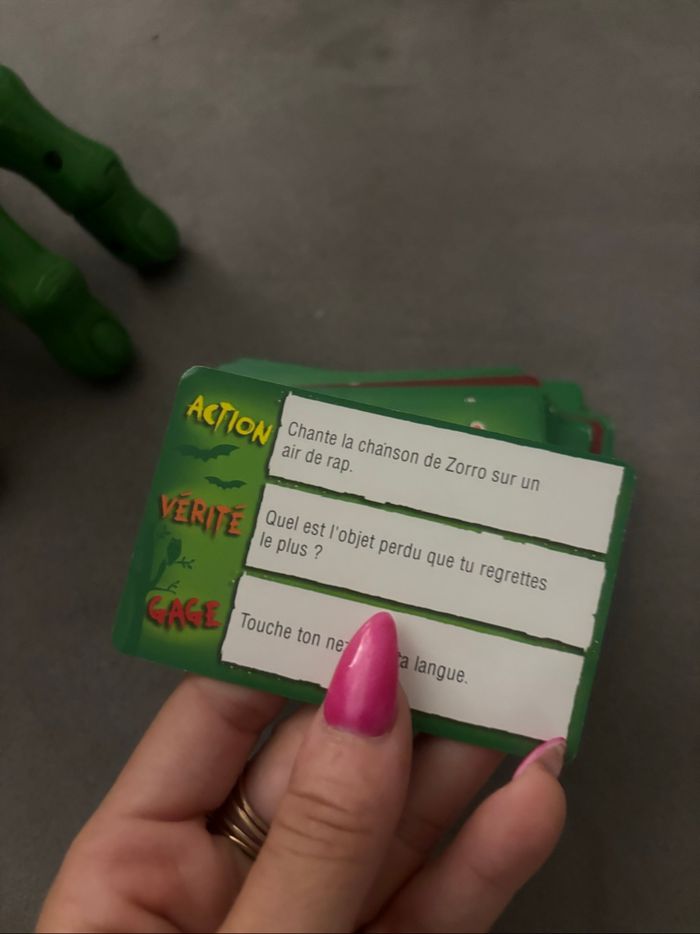 ACTION
Chante la chanson de Zorro sur un
air de rap.
VÉRITÉ
Quel est l'objet perdu que tu regrettes
le plus ?
GAGE
Touche ton ta langue.